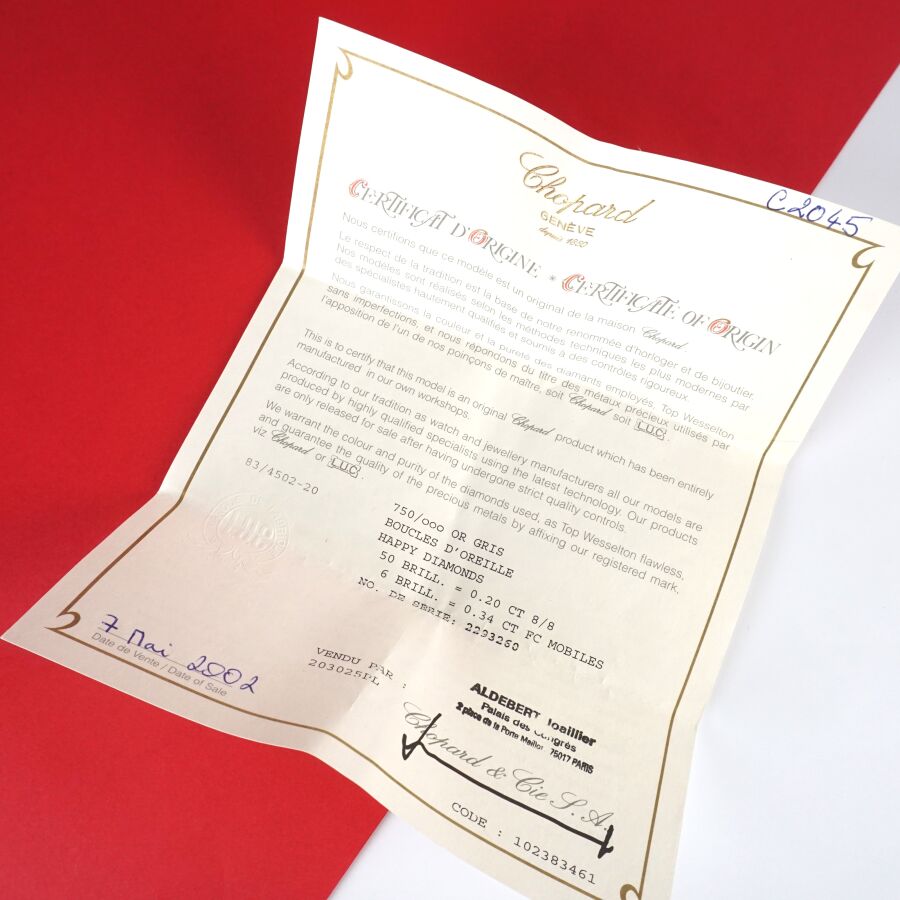 Chopard
GENÈVE
depuis 1860
C2045
CERTIFICAT D'ORIGINE * CERTIFICATE OF ORIGIN
Nous certifions que ce modèle est un original de la maison Chopard
Le respect de la tradition est la base de notre renommée d'horloger et de bijoutier.
Nos modèles sont réalisés selon les méthodes techniques les plus modernes par
des spécialistes hautement qualifiés et soumis à des contrôles rigoureux.
Nous garantissons la couleur et la pureté des diamants employés, Top Wesselton
sans imperfections, et nous répondons du titre des métaux précieux utilisés par
l'apposition de l'un de nos poinçons de maître, soit Chopard soit L.U.C.
This is to certify that this model is an original Chopard product which has been entirely
manufactured in our own workshops.
According to our tradition as watch and jewellery manufacturers all our models are
produced by highly qualified specialists using the latest technology. Our products
are only released for sale after having undergone strict quality controls.
We warrant the colour and purity of the diamonds used, as Top Wesselton flawless,
and guarantee the quality of the precious metals by affixing our registered mark,
viz Chopard or L.U.C.
83/4502-20
750/ooo OR GRIS
BOUCLES D'OREILLE
HAPPY DIAMONDS
50 BRILL. = 0.20 CT 8/8
6 BRILL. = 0.34 CT FC MOBILES
NO. DE SERIE: 2293260
7 Mai 2002
Date de Vente / Date of Sale
VENDU PAR :
203025PL
ALDEBERT Joaillier
Palais des Congrès
2 place de la Porte Maillot 75017 PARIS
Chopard & Cie S.A.
CODE : 102383461